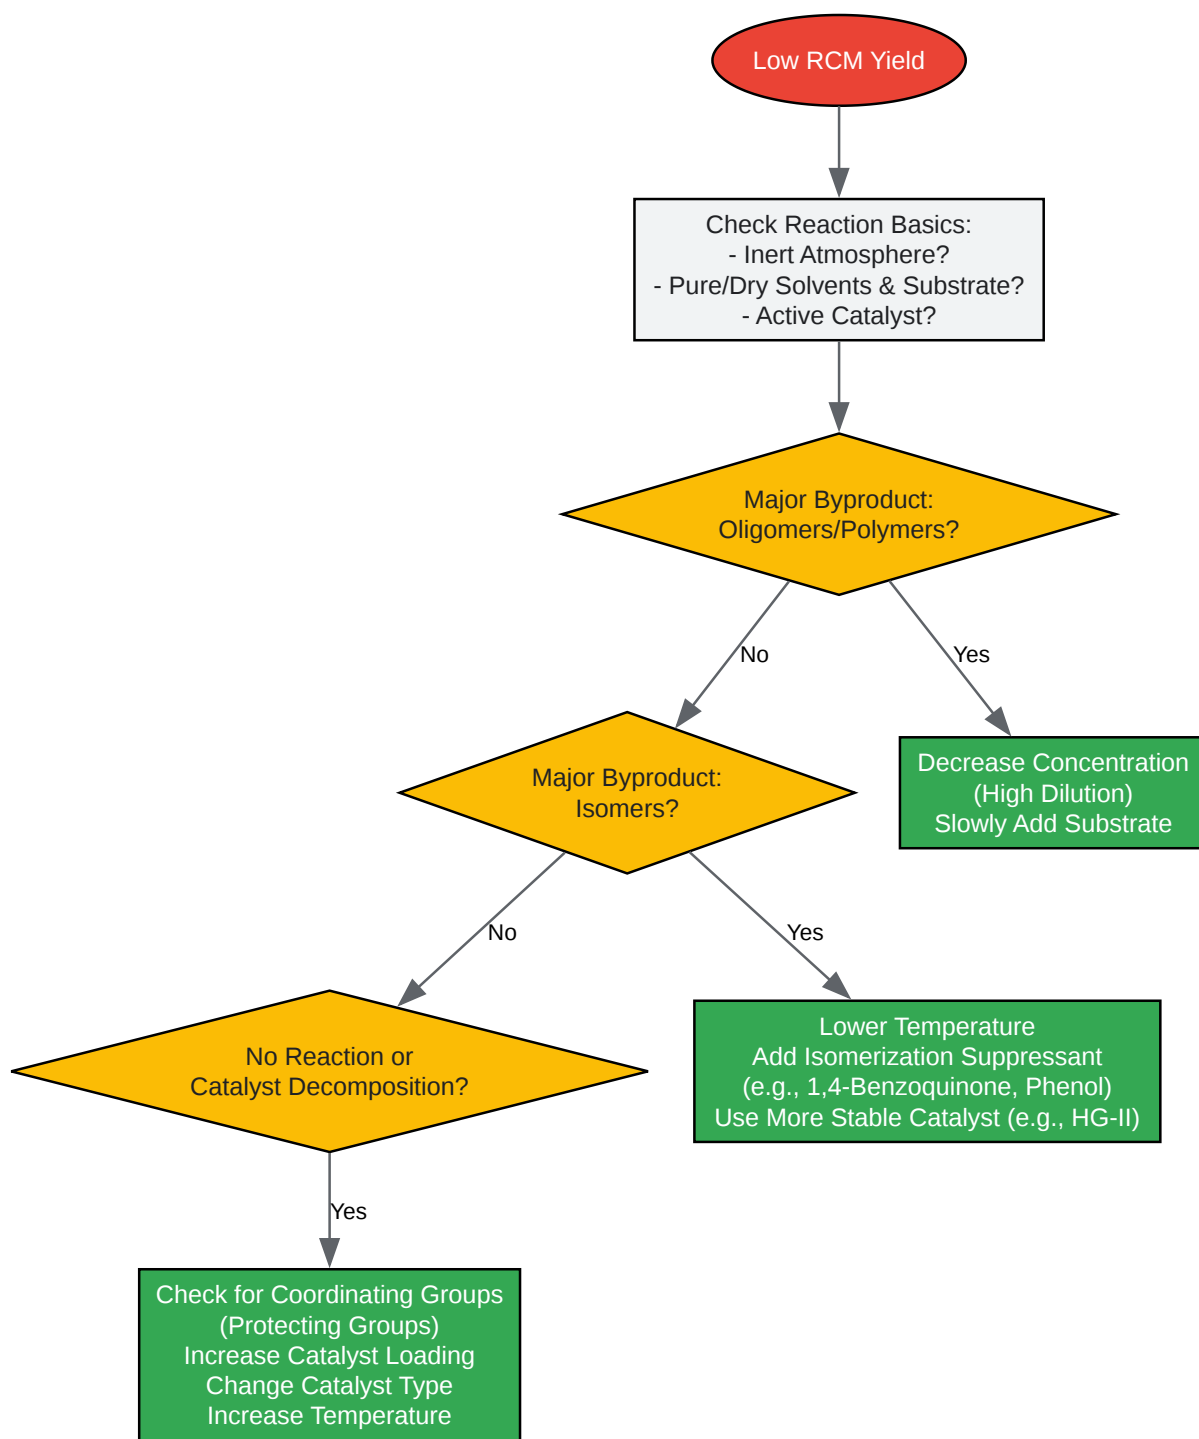 Low RCM Yield
Check Reaction Basics:
- Inert Atmosphere?
- Pure/Dry Solvents & Substrate?
- Active Catalyst?
Major Byproduct:
Oligomers/Polymers?
No
Yes
Major Byproduct:
Isomers?
Decrease Concentration
(High Dilution)
Slowly Add Substrate
No
Yes
No Reaction or
Catalyst Decomposition?
Lower Temperature
Add Isomerization Suppressant
(e.g., 1,4-Benzoquinone, Phenol)
Use More Stable Catalyst (e.g., HG-II)
Yes
Check for Coordinating Groups
(Protecting Groups)
Increase Catalyst Loading
Change Catalyst Type
Increase Temperature